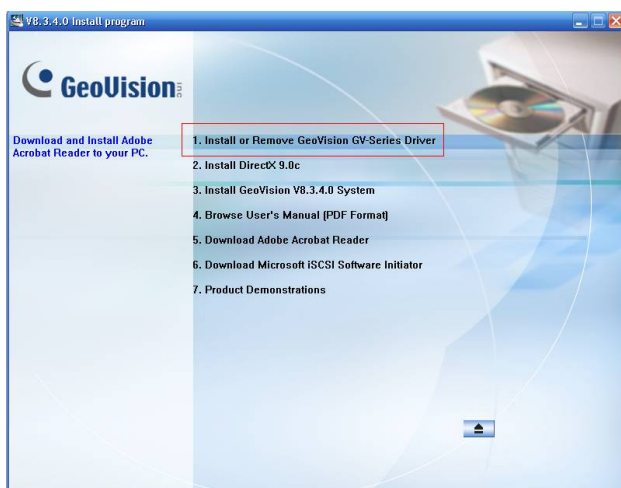 V8.3.4.0 Install program
GeoVision Inc
Download and Install Adobe
Acrobat Reader to your PC.
1. Install or Remove GeoVision GV-Series Driver
2. Install DirectX 9.0c
3. Install GeoVision V8.3.4.0 System
4. Browse User's Manual (PDF Format)
5. Download Adobe Acrobat Reader
6. Download Microsoft iSCSI Software Initiator
7. Product Demonstrations